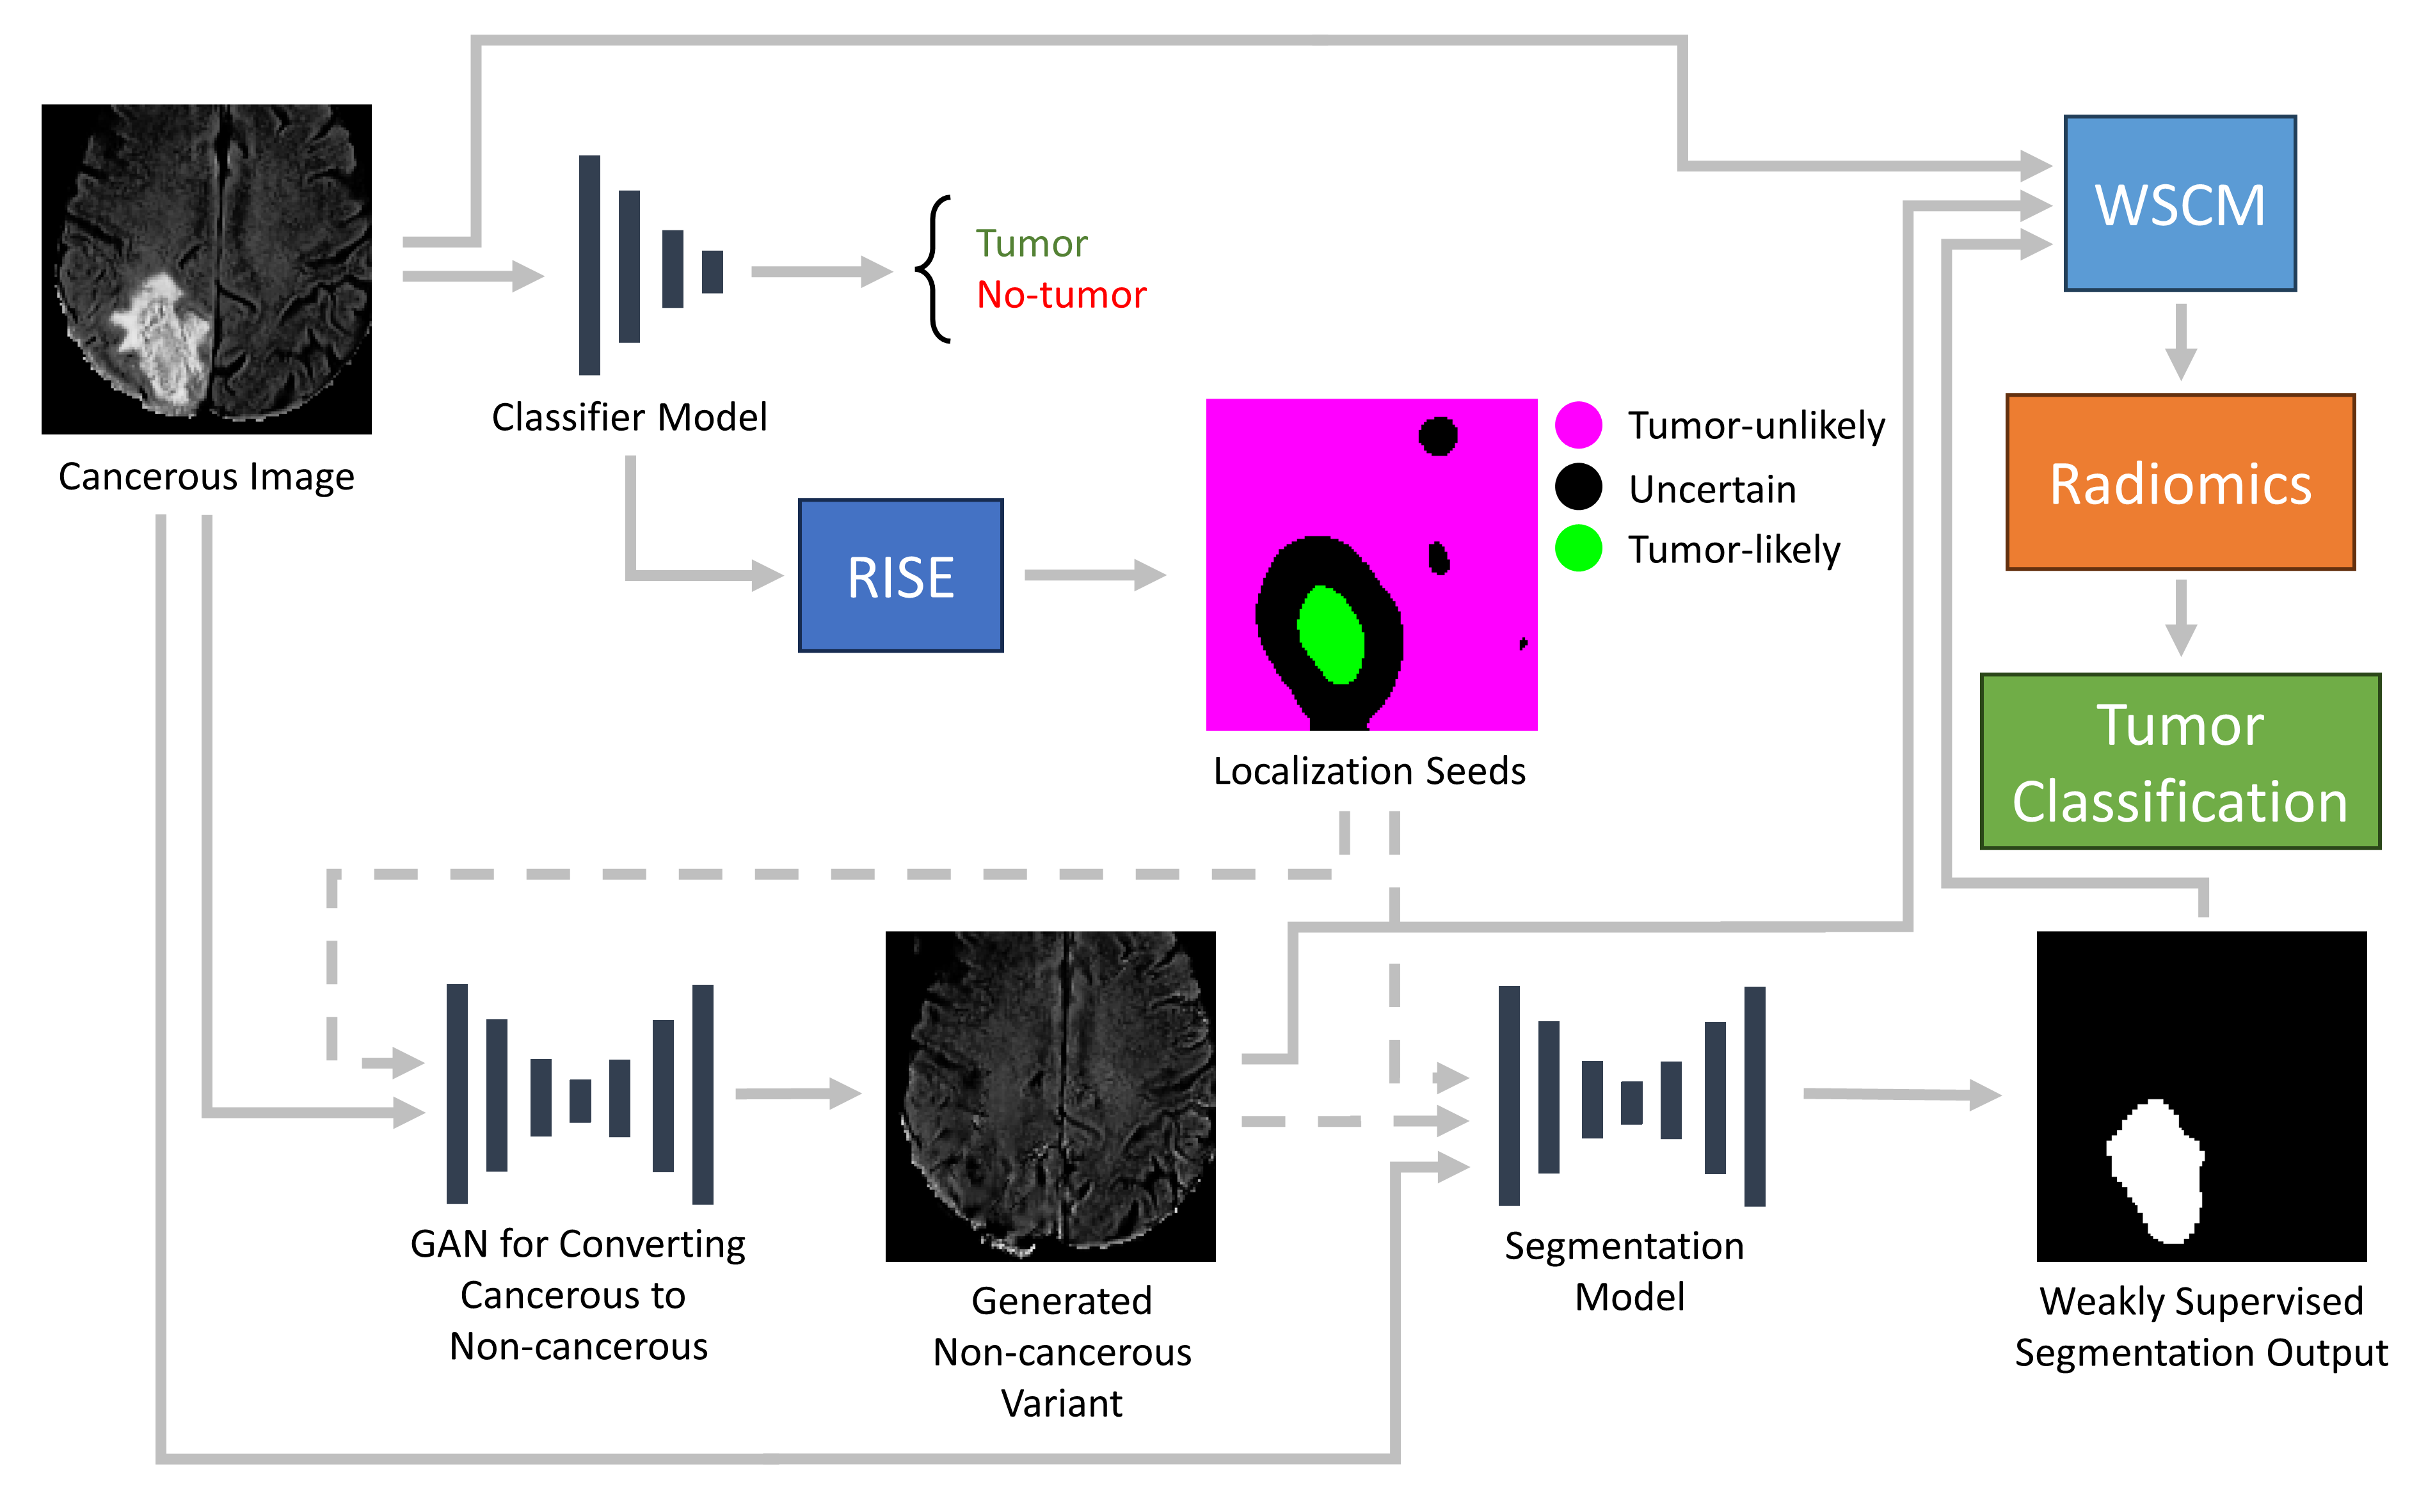 Cancerous Image
Classifier Model
Tumor
No-tumor
RISE
Tumor-unlikely
Uncertain
Tumor-likely
Localization Seeds
WSCM
Radiomics
Tumor
Classification
GAN for Converting
Cancerous to
Non-cancerous
Generated
Non-cancerous
Variant
Segmentation
Model
Weakly Supervised
Segmentation Output